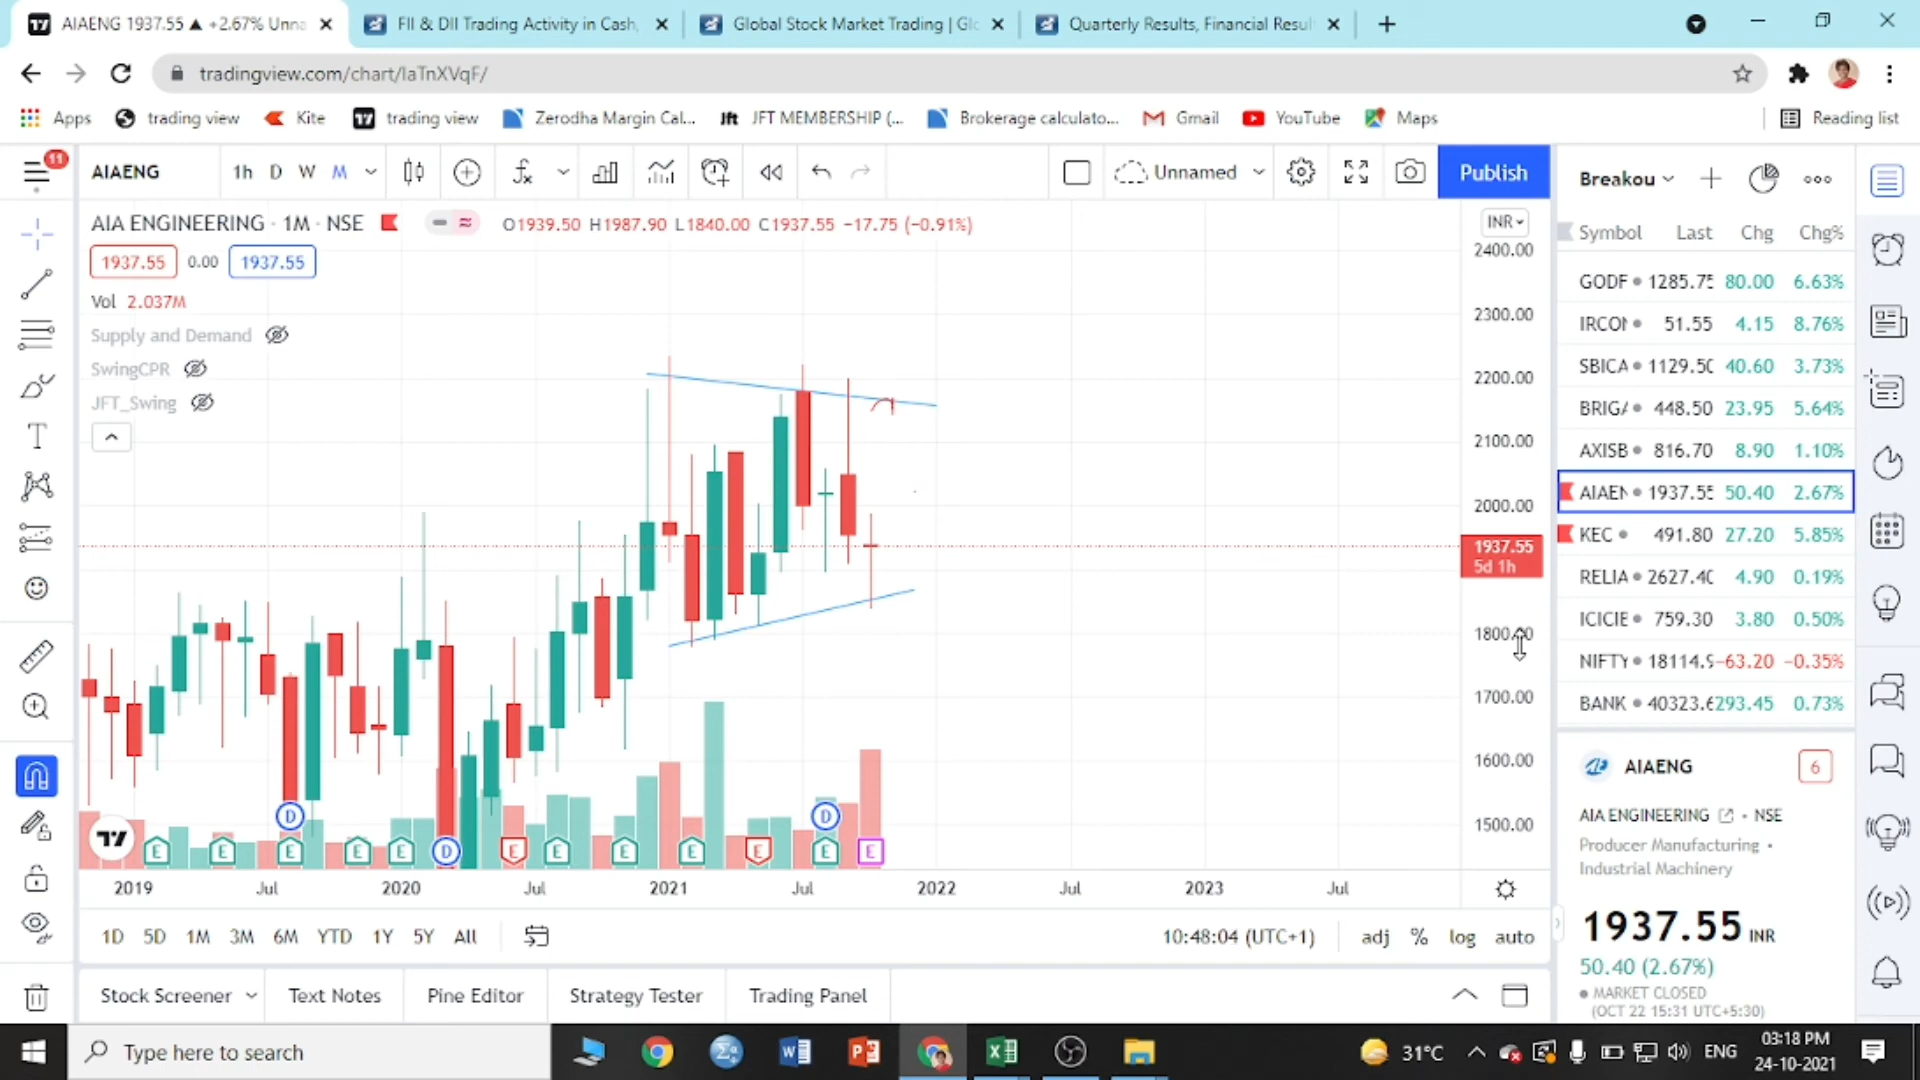 AIAENG 1937.55 ▲ +2.67% Unna
FII & DII Trading Activity in Cash,
Global Stock Market Trading | Glo
Quarterly Results, Financial Resul
tradingview.com/chart/IaTnXVqF/
Apps
trading view
Kite
trading view
Zerodha Margin Cal...
Jft JFT MEMBERSHIP (...
Brokerage calculato...
Gmail
YouTube
Maps
Reading list
11
AIAENG
1h D W M
Unnamed
Publish
Breakou
AIA ENGINEERING · 1M · NSE
O1939.50 H1987.90 L1840.00 C1937.55 −17.75 (−0.91%)
1937.55 0.00 1937.55
Vol 2.037M
Supply and Demand
SwingCPR
JFT_Swing
INR
2400.00
2300.00
2200.00
2100.00
2000.00
1937.55
5d 1h
1800.00
1700.00
1600.00
1500.00
D D D
E E E E E E E E E E E E
2019 Jul 2020 Jul 2021 Jul 2022 Jul 2023 Jul
1D 5D 1M 3M 6M YTD 1Y 5Y All
10:48:04 (UTC+1) adj % log auto
Stock Screener Text Notes Pine Editor Strategy Tester Trading Panel
Symbol Last Chg Chg%
GODF 1285.75 80.00 6.63%
IRCON 51.55 4.15 8.76%
SBICA 1129.50 40.60 3.73%
BRIGA 448.50 23.95 5.64%
AXISB 816.70 8.90 1.10%
AIAEN 1937.55 50.40 2.67%
KEC 491.80 27.20 5.85%
RELIA 2627.40 4.90 0.19%
ICICIB 759.30 3.80 0.50%
NIFTY 18114.9 −63.20 −0.35%
BANK 40323.6 293.45 0.73%
AIAENG 6
AIA ENGINEERING · NSE
Producer Manufacturing •
Industrial Machinery
1937.55 INR
50.40 (2.67%)
MARKET CLOSED
(OCT 22 15:31 UTC+5:30)
Type here to search
31°C
ENG
03:18 PM
24-10-2021